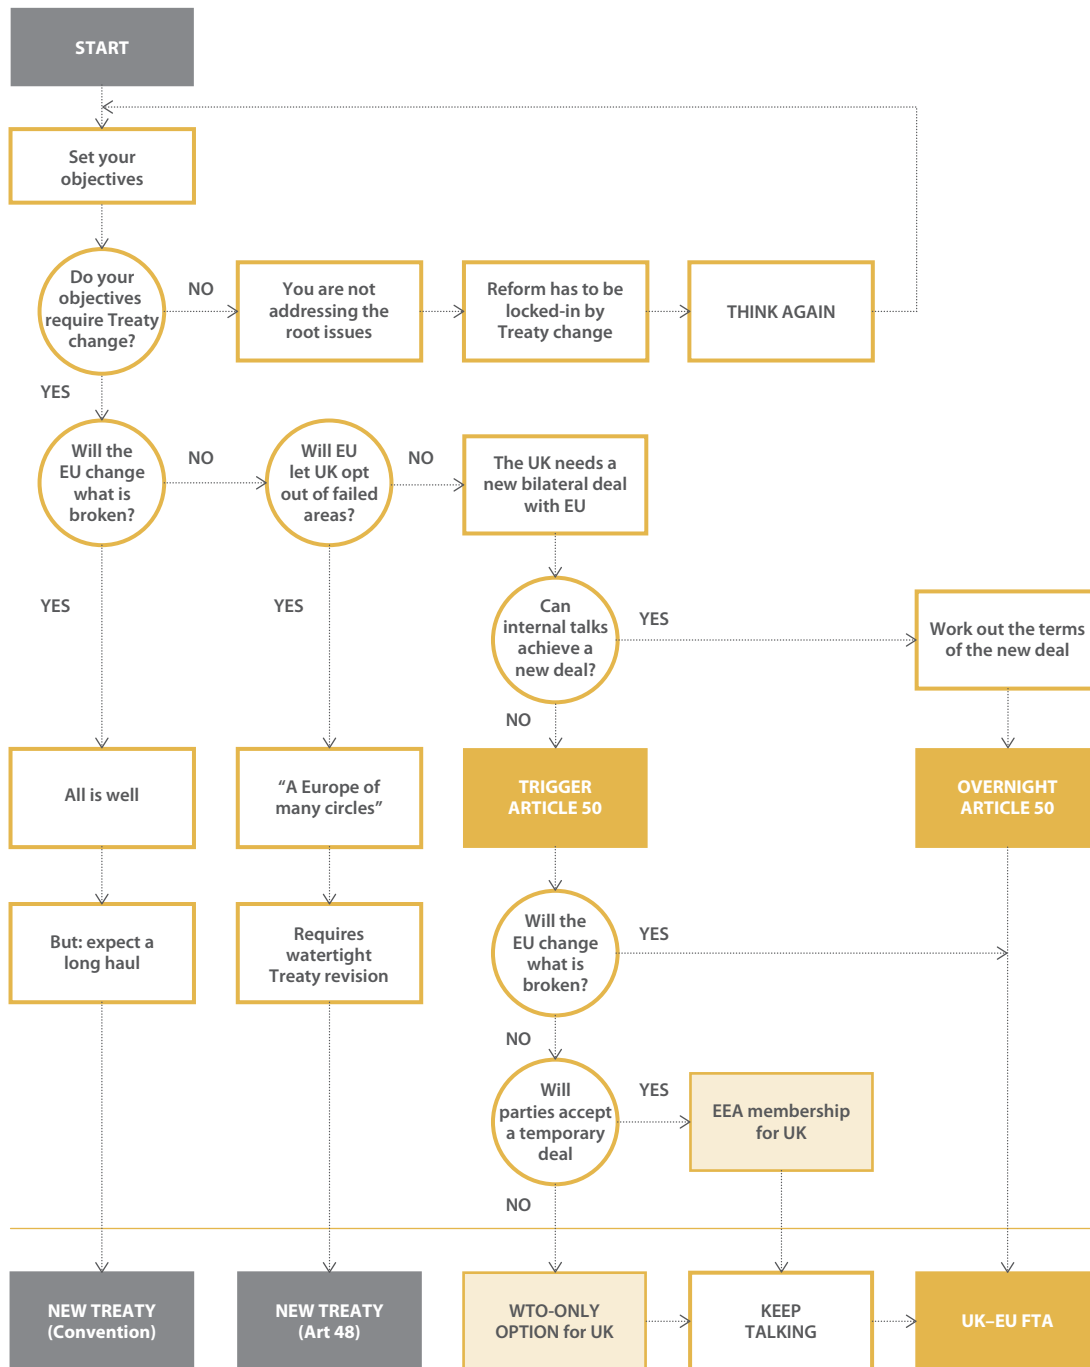 START
Set your
objectives
Do your
objectives
require Treaty
change?
NO
You are not
addressing the
root issues
Reform has to be
locked-in by
Treaty change
THINK AGAIN
YES
Will the
EU change
what is
broken?
NO
Will EU
let UK opt
out of failed
areas?
NO
The UK needs a
new bilateral deal
with EU
YES
YES
Can
internal talks
achieve a
new deal?
YES
Work out the terms
of the new deal
NO
All is well
“A Europe of
many circles”
TRIGGER
ARTICLE 50
OVERNIGHT
ARTICLE 50
But: expect a
long haul
Requires
watertight
Treaty revision
Will the
EU change
what is
broken?
YES
NO
Will
parties accept
a temporary
deal
YES
EEA membership
for UK
NO
NEW TREATY
(Convention)
NEW TREATY
(Art 48)
WTO-ONLY
OPTION for UK
KEEP
TALKING
UK–EU FTA